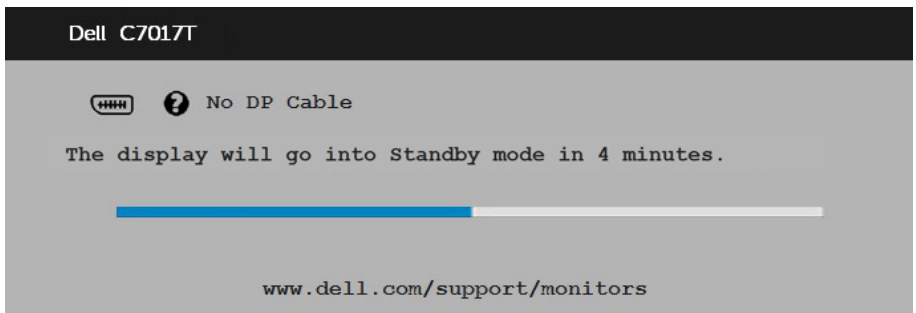 Dell C7017T
No DP Cable
The display will go into Standby mode in 4 minutes.
www.dell.com/support/monitors